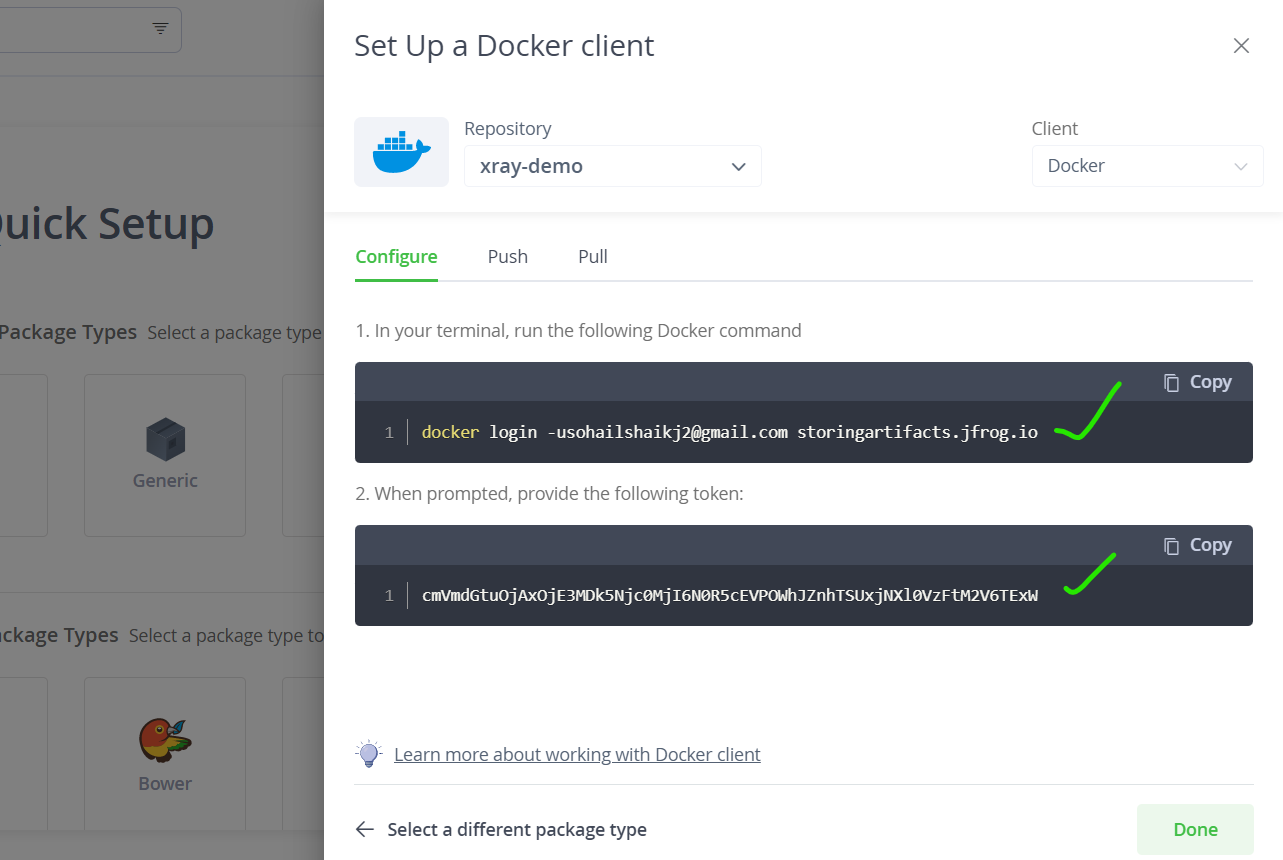 Set Up a Docker client
Repository
xray-demo
Client
Docker
Quick Setup
Configure
Push
Pull
1. In your terminal, run the following Docker command
Package Types Select a package type
Copy
1 docker login -usohailshaikj2@gmail.com storingartifacts.jfrog.io
Generic
2. When prompted, provide the following token:
Copy
1 cmVmdGtuOjAxOjE3MDk5Njc0MjI6N0R5cEVPOWhJZnhTSUxjNXl0VzFtM2V6TExW
ckage Types Select a package type to
Learn more about working with Docker client
Bower
Select a different package type
Done